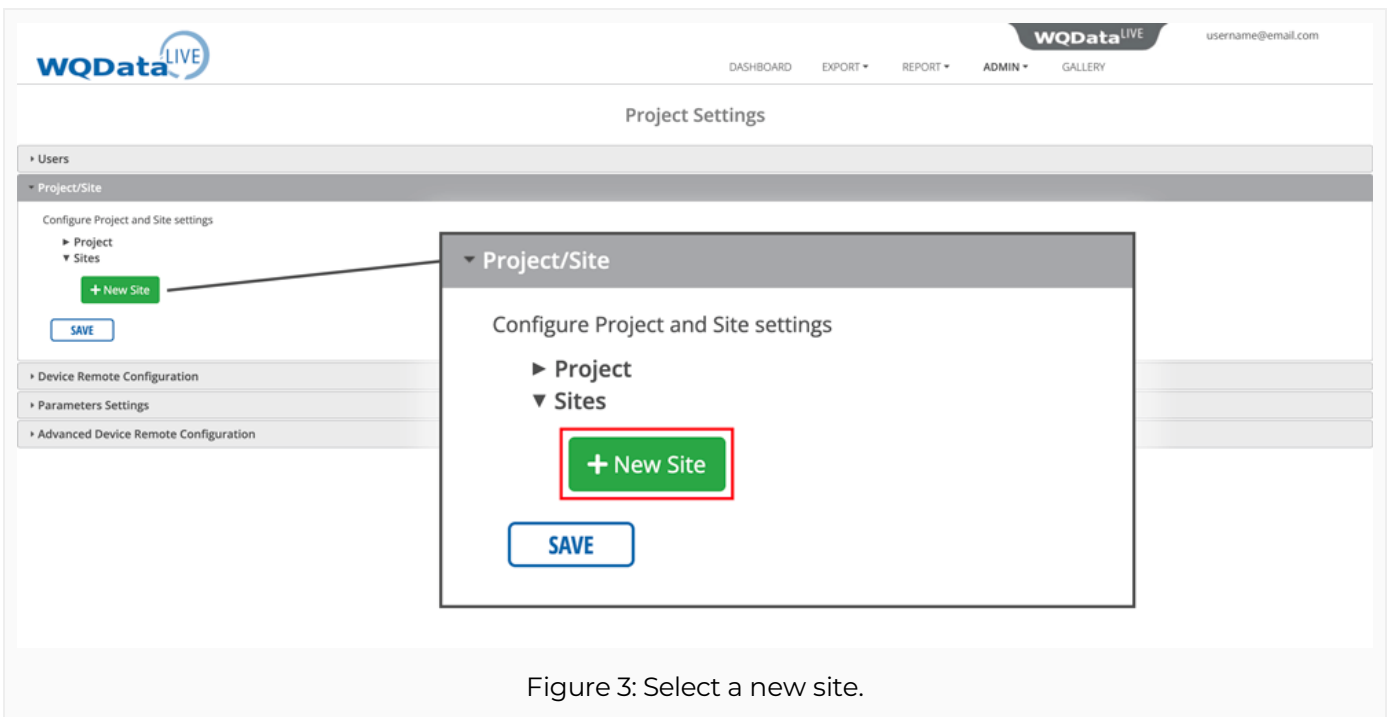 WQData LIVE
WQData LIVE
username@email.com
DASHBOARD EXPORT REPORT ADMIN GALLERY
Project Settings
Users
Project/Site
Configure Project and Site settings
Project
Sites
+ New Site
SAVE
Project/Site
Configure Project and Site settings
Project
Sites
+ New Site
SAVE
Device Remote Configuration
Parameters Settings
Advanced Device Remote Configuration
Figure 3: Select a new site.